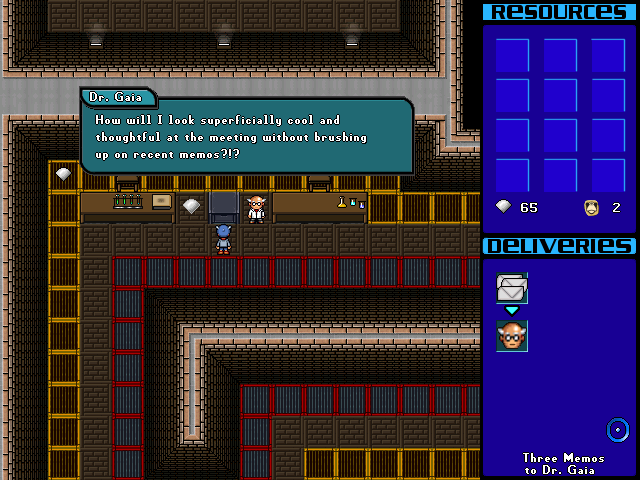 RESOURCES
Dr. Gaia
How will I look superficially cool and
thoughtful at the meeting without brushing
up on recent memos?!?
65
2
DELIVERIES
Three Memos
to Dr. Gaia